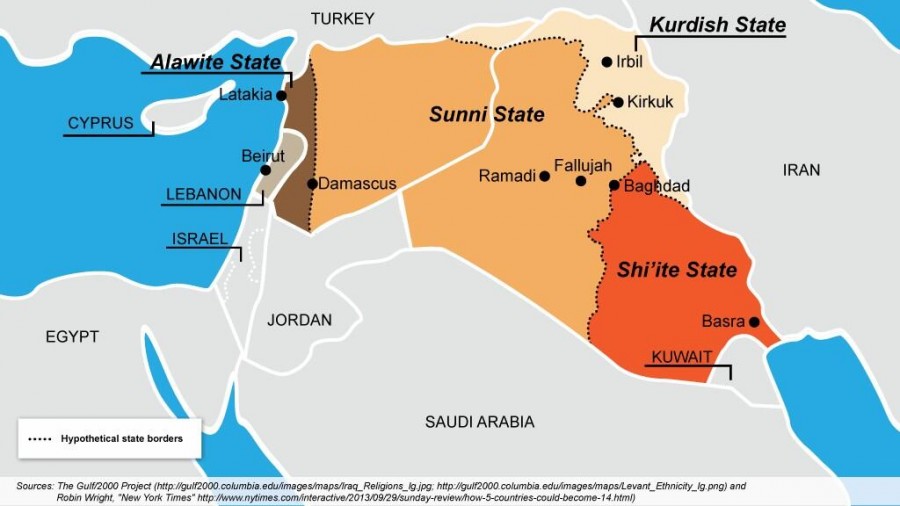 TURKEY
Kurdish State
Alawite State
Irbil
Latakia
Kirkuk
Sunni State
CYPRUS
Beirut
Fallujah
Ramadi
IRAN
Damascus
Baghdad
LEBANON
ISRAEL
Shi'ite State
JORDAN
Basra
EGYPT
KUWAIT
SAUDI ARABIA
Hypothetical state borders
Sources: The Gulf/2000 Project (http://gulf2000.columbia.edu/images/maps/Iraq_Religions_lg.jpg; http://gulf2000.columbia.edu/images/maps/Levant_Ethnicity_lg.png) and
Robin Wright, "New York Times" http://www.nytimes.com/interactive/2013/09/29/sunday-review/how-5-countries-could-become-14.html)